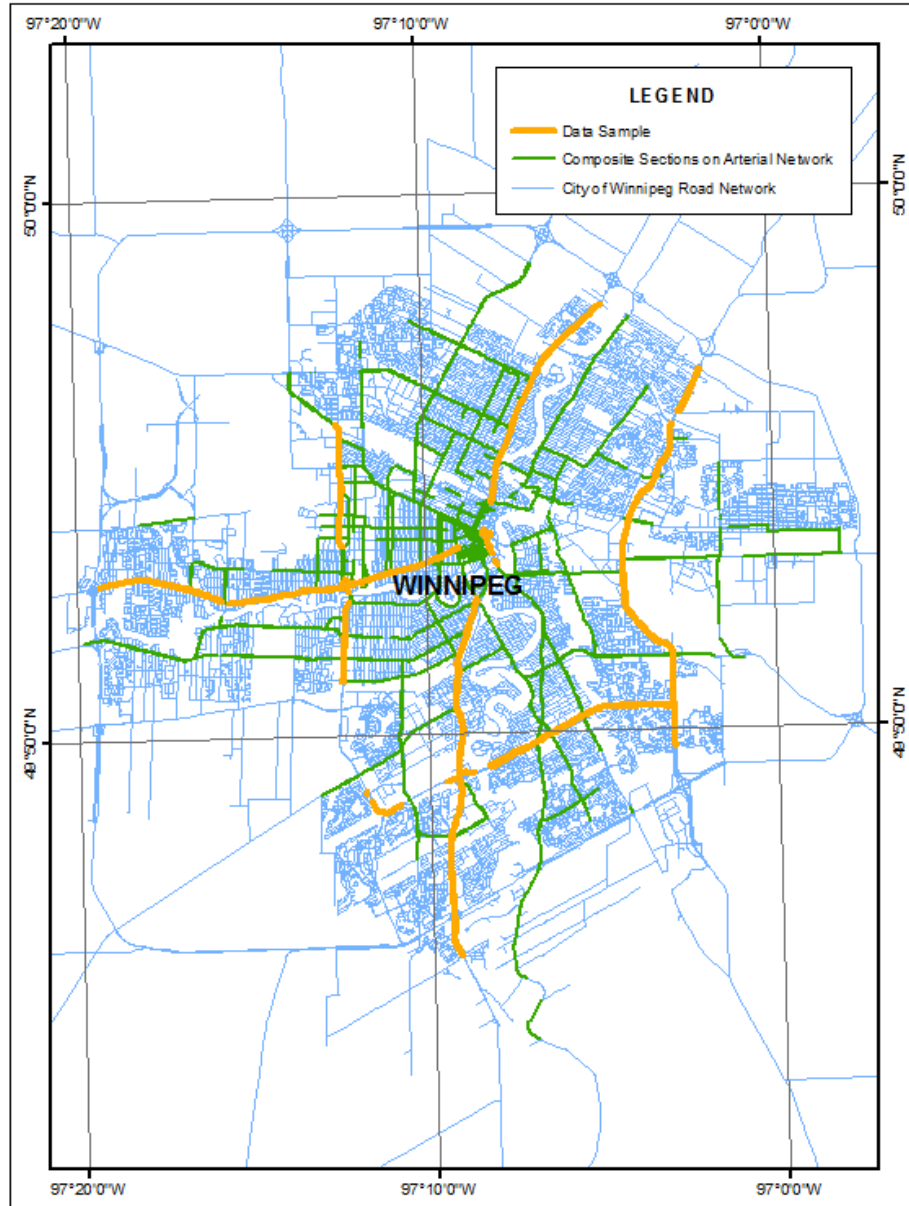 97°20'0"W 97°10'0"W 97°0'0"W
LEGEND
Data Sample
Composite Sections on Arterial Network
City of Winnipeg Road Network
50°0'0"N 50°0'0"N
WINNIPEG
49°50'0"N 49°50'0"N
97°20'0"W 97°10'0"W 97°0'0"W